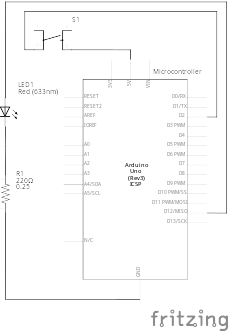 S1
3V3
5V
VIN
Microcontroller
LED1
Red (633nm)
RESET
RESET2
AREF
IOREF
A0
A1
A2
A3
A4/SDA
A5/SCL
N/C
Arduino
Uno
(Rev3)
ICSP
D0/RX
D1/TX
D2
D3 PWM
D4
D5 PWM
D6 PWM
D7
D8
D9 PWM
D10 PWM/SS
D11 PWM/MOSI
D12/MISO
D13/SCK
R1
220Ω
0.25
GND
fritzing